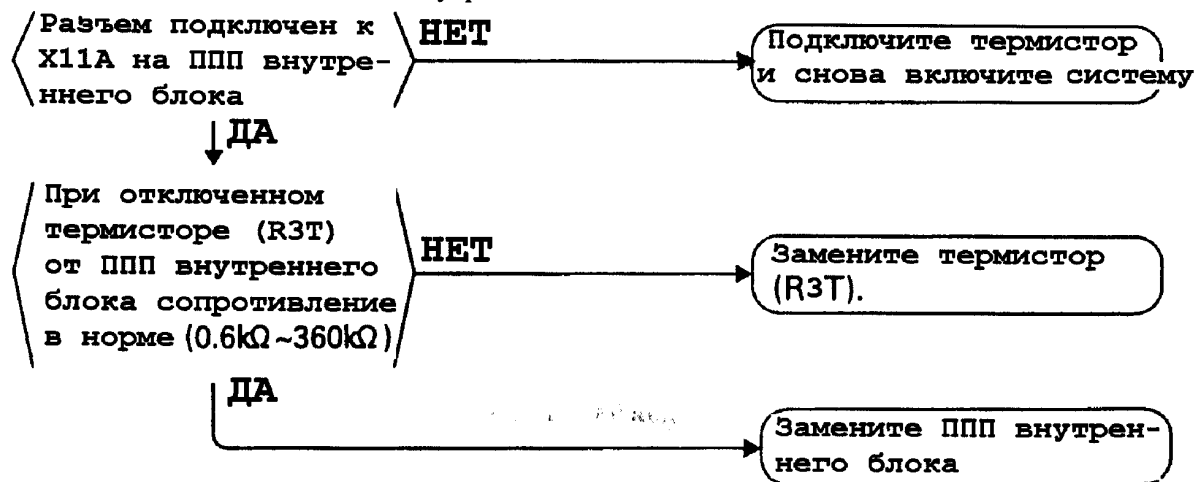 Разъем подключен к
Х11А на ППП внутре-
ннего блока
НЕТ
Подключите термистор
и снова включите систему
ДА
При отключенном
термисторе (R3T)
от ППП внутреннего
блока сопротивление
в норме (0.6kΩ~360kΩ)
НЕТ
Замените термистор
(R3T).
ДА
Замените ППП внутрен-
него блока